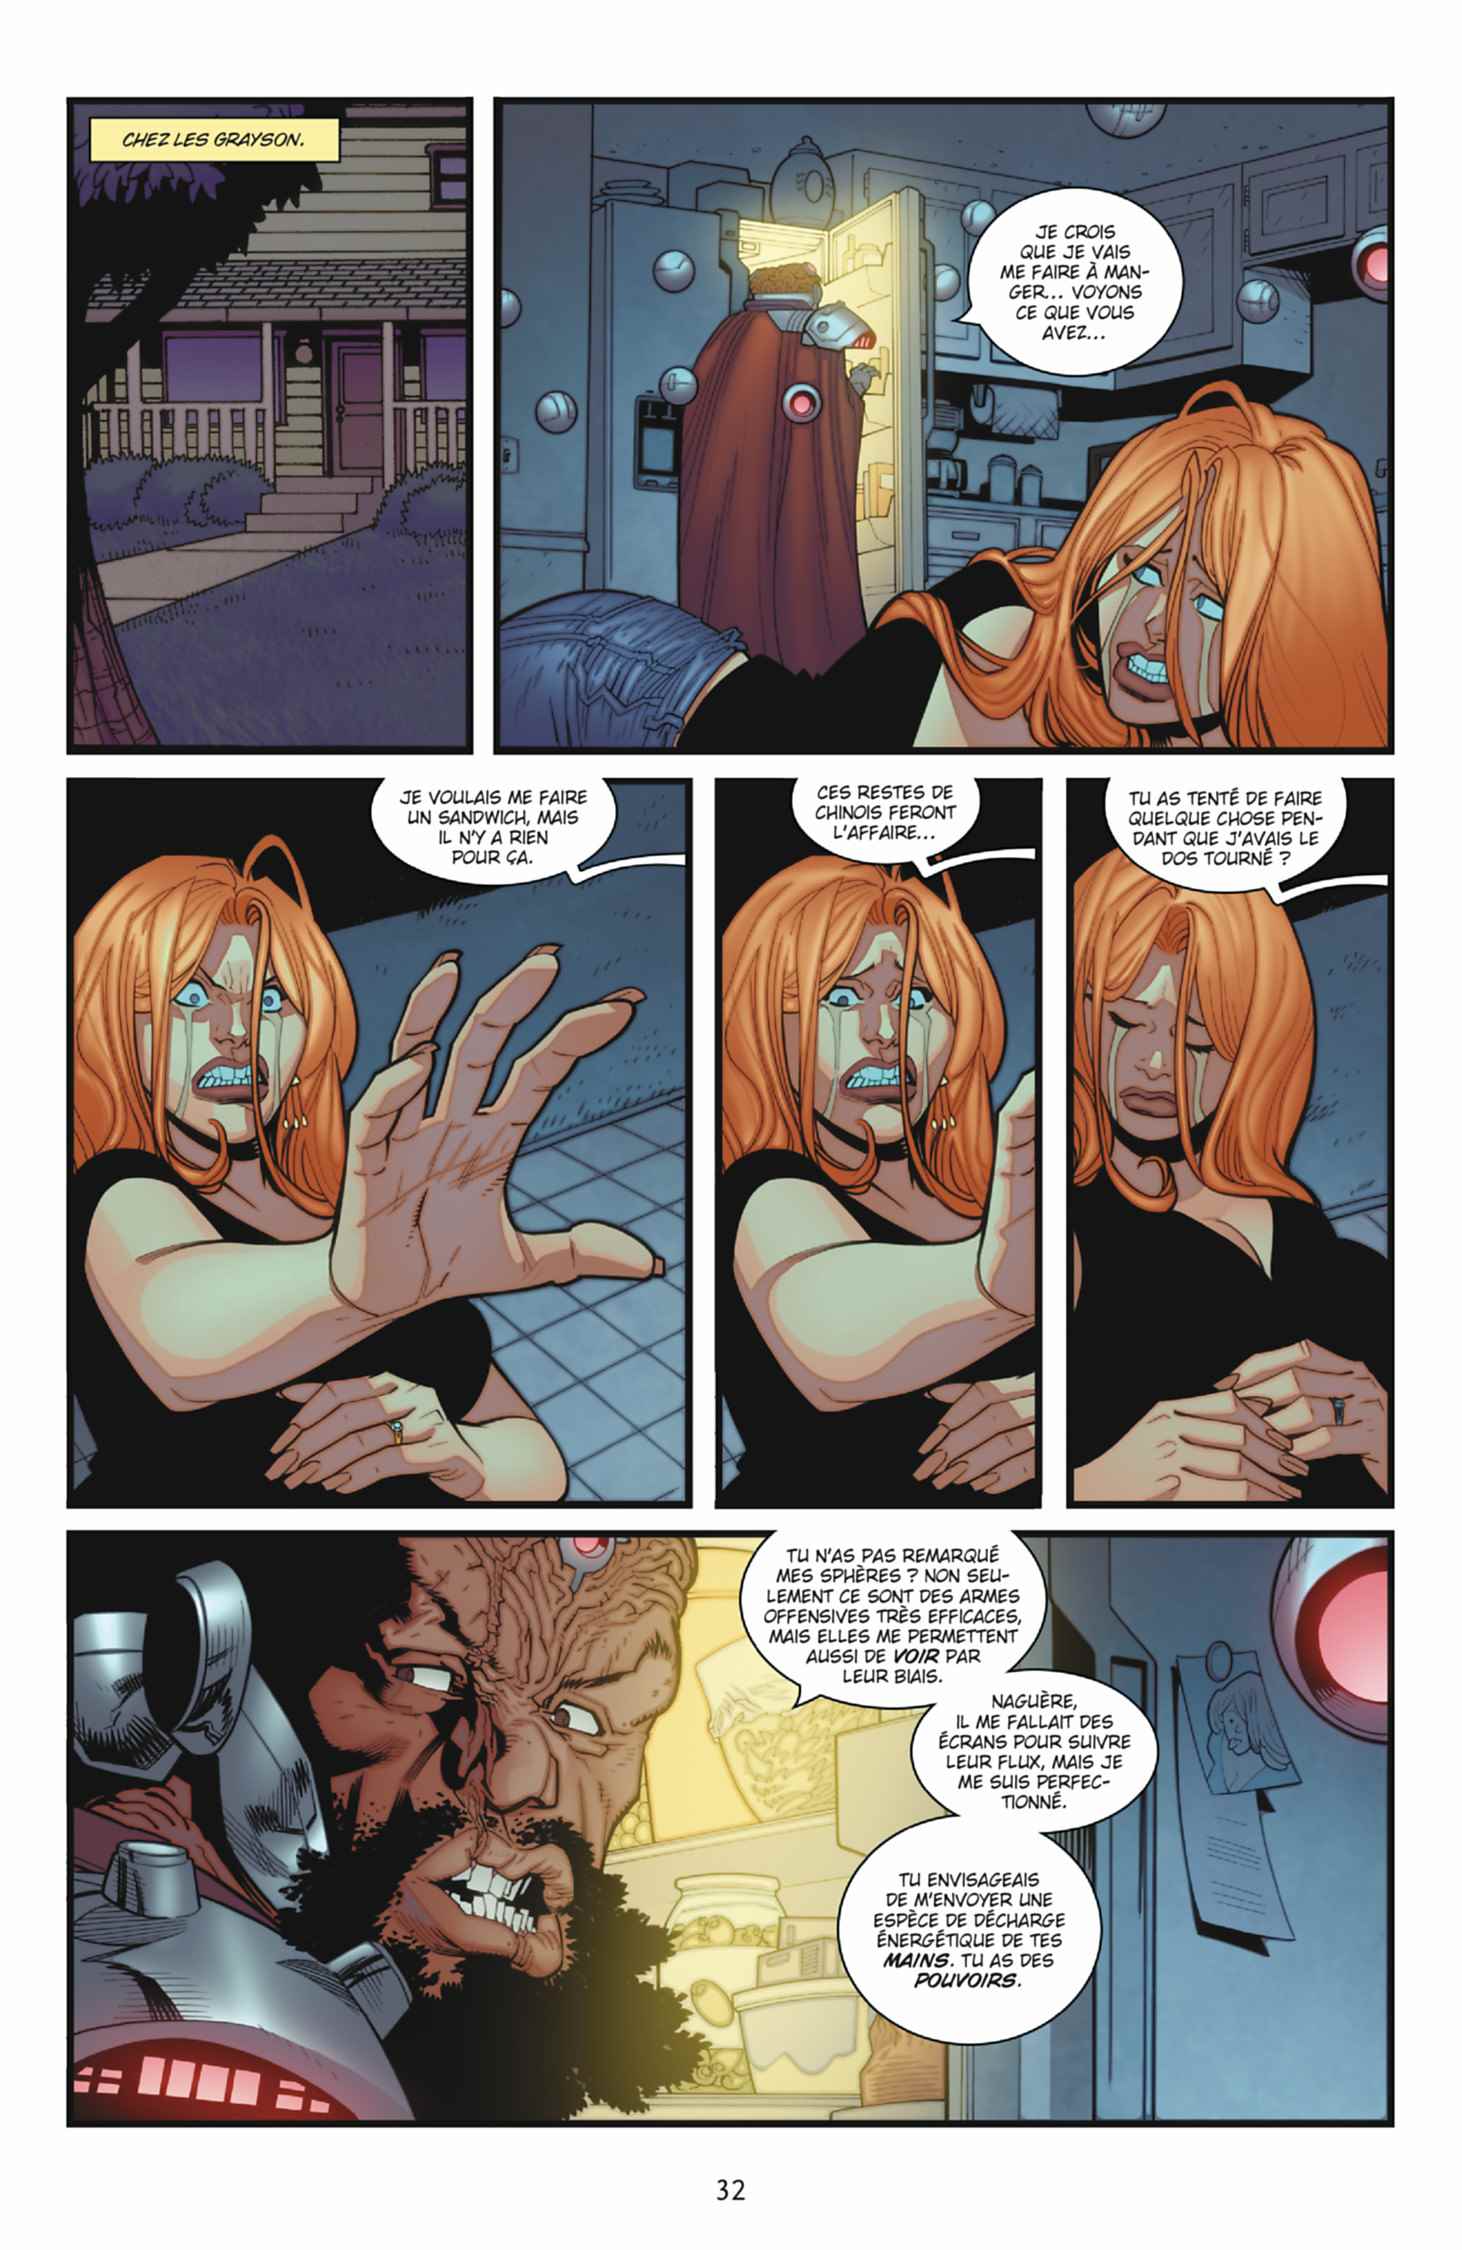 CHEZ LES GRAYSON.
JE CROIS
QUE JE VAIS
ME FAIRE À MAN-
GER... VOYONS
CE QUE VOUS
AVEZ...
JE VOULAIS ME FAIRE
UN SANDWICH, MAIS
IL N'Y A RIEN
POUR ÇA.
CES RESTES DE
CHINOIS FERONT
L'AFFAIRE...
TU AS TENTÉ DE FAIRE
QUELQUE CHOSE PEN-
DANT QUE J'AVAIS LE
DOS TOURNÉ ?
TU N'AS PAS REMARQUÉ
MES SPHÈRES ? NON SEU-
LEMENT CE SONT DES ARMES
OFFENSIVES TRÈS EFFICACES,
MAIS ELLES ME PERMETTENT
AUSSI DE VOIR PAR
LEUR BIAIS.
NAGUÈRE,
IL ME FALLAIT DES
ÉCRANS POUR SUIVRE
LEUR FLUX, MAIS JE
ME SUIS PERFEC-
TIONNÉ.
TU ENVISAGEAIS
DE M'ENVOYER UNE
ESPÈCE DE DÉCHARGE
ÉNERGÉTIQUE DE TES
MAINS. TU AS DES
POUVOIRS.
32